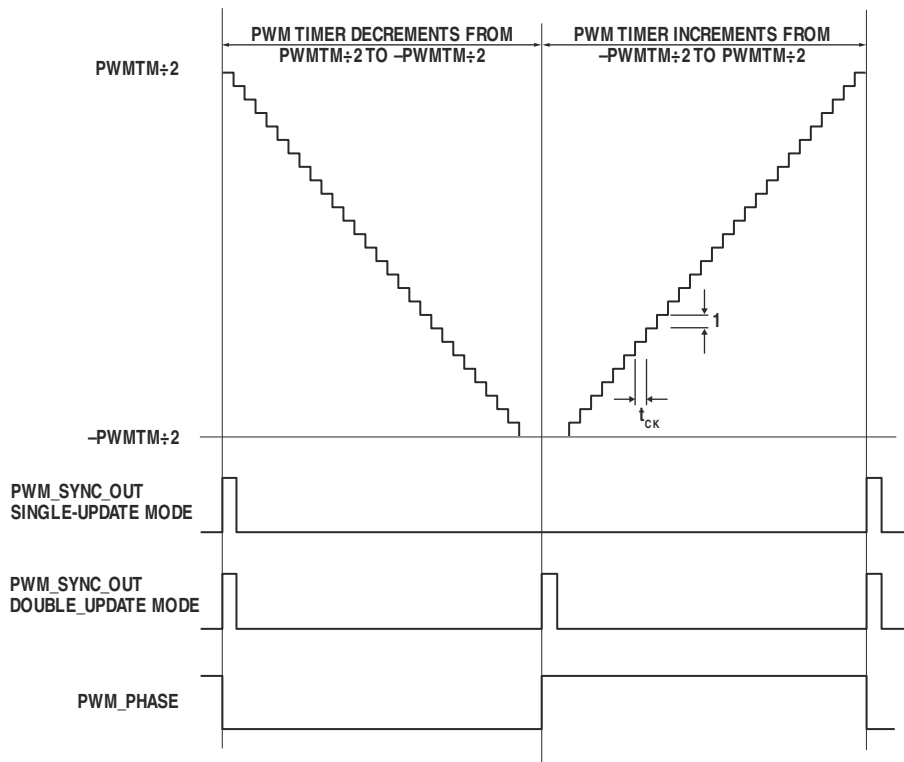 PWM TIMER DECREMENTS FROM
PWMTM÷2 TO –PWMTM÷2
PWM TIMER INCREMENTS FROM
–PWMTM÷2 TO PWMTM÷2
PWMTM÷2
1
tCK
–PWMTM÷2
PWM_SYNC_OUT
SINGLE-UPDATE MODE
PWM_SYNC_OUT
DOUBLE_UPDATE MODE
PWM_PHASE